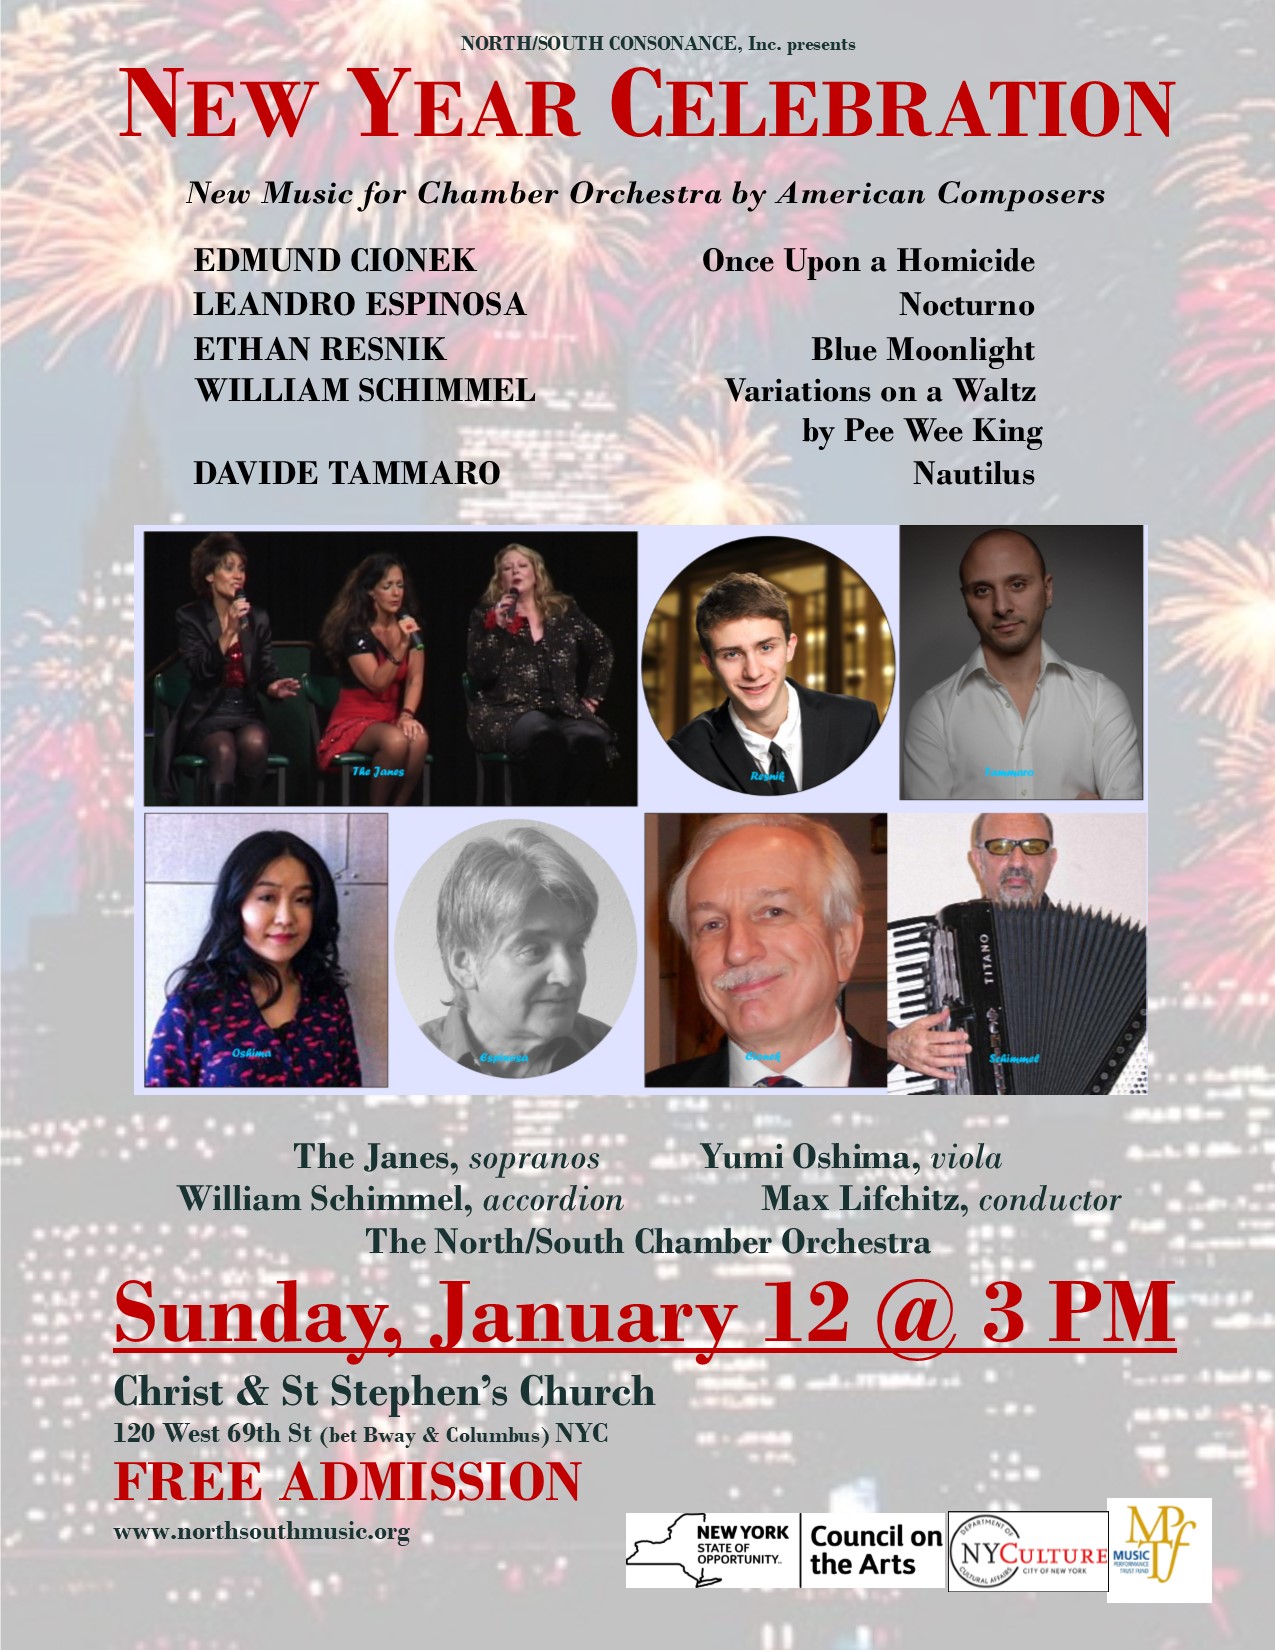 NORTH/SOUTH CONSONANCE, Inc. presents
NEW YEAR CELEBRATION
New Music for Chamber Orchestra by American Composers
EDMUND CIONEK Once Upon a Homicide
LEANDRO ESPINOSA Nocturno
ETHAN RESNIK Blue Moonlight
WILLIAM SCHIMMEL Variations on a Waltz
by Pee Wee King
DAVIDE TAMMARO Nautilus
The Janes
Resnik
Tammaro
Oshima
Espinosa
Cionek
TITANO
Schimmel
The Janes, sopranos Yumi Oshima, viola
William Schimmel, accordion Max Lifchitz, conductor
The North/South Chamber Orchestra
Sunday, January 12 @ 3 PM
Christ & St Stephen’s Church
120 West 69th St (bet Bway & Columbus) NYC
FREE ADMISSION
www.northsouthmusic.org
NEW YORK
STATE OF
OPPORTUNITY.
Council on
the Arts
DEPARTMENT OF
NYCULTURE
CULTURAL AFFAIRS
CITY OF NEW YORK
MPTf
MUSIC
PERFORMANCE
TRUST FUND